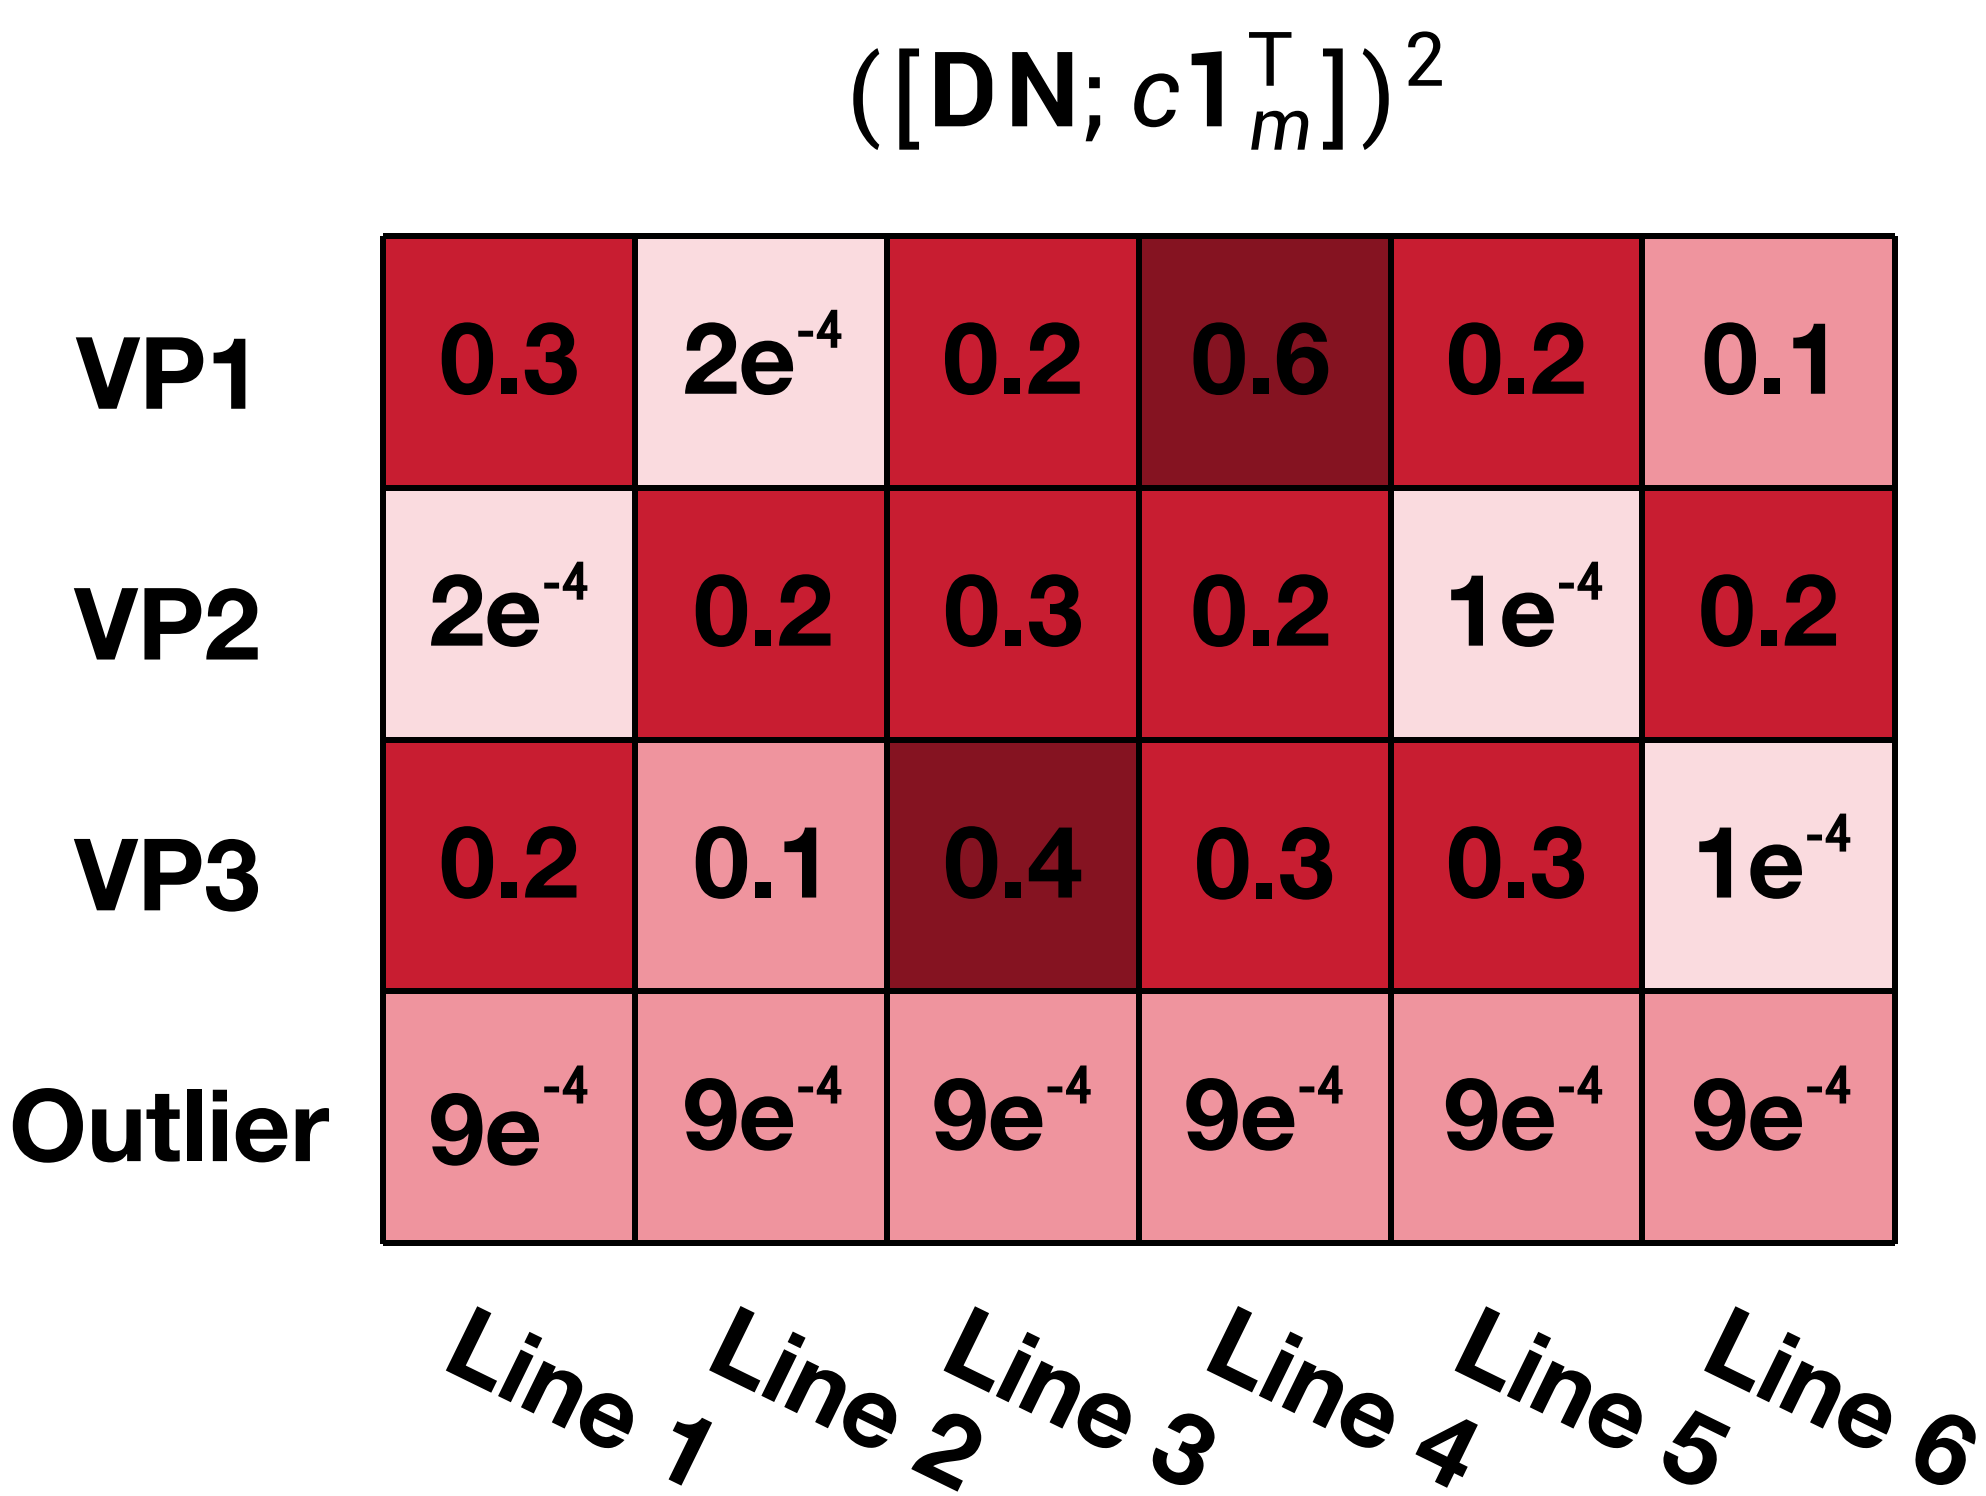 ([DN; c1ᵀₘ])²
VP1 0.3 2e⁻⁴ 0.2 0.6 0.2 0.1
VP2 2e⁻⁴ 0.2 0.3 0.2 1e⁻⁴ 0.2
VP3 0.2 0.1 0.4 0.3 0.3 1e⁻⁴
Outlier 9e⁻⁴ 9e⁻⁴ 9e⁻⁴ 9e⁻⁴ 9e⁻⁴ 9e⁻⁴
Line 1 Line 2 Line 3 Line 4 Line 5 Line 6